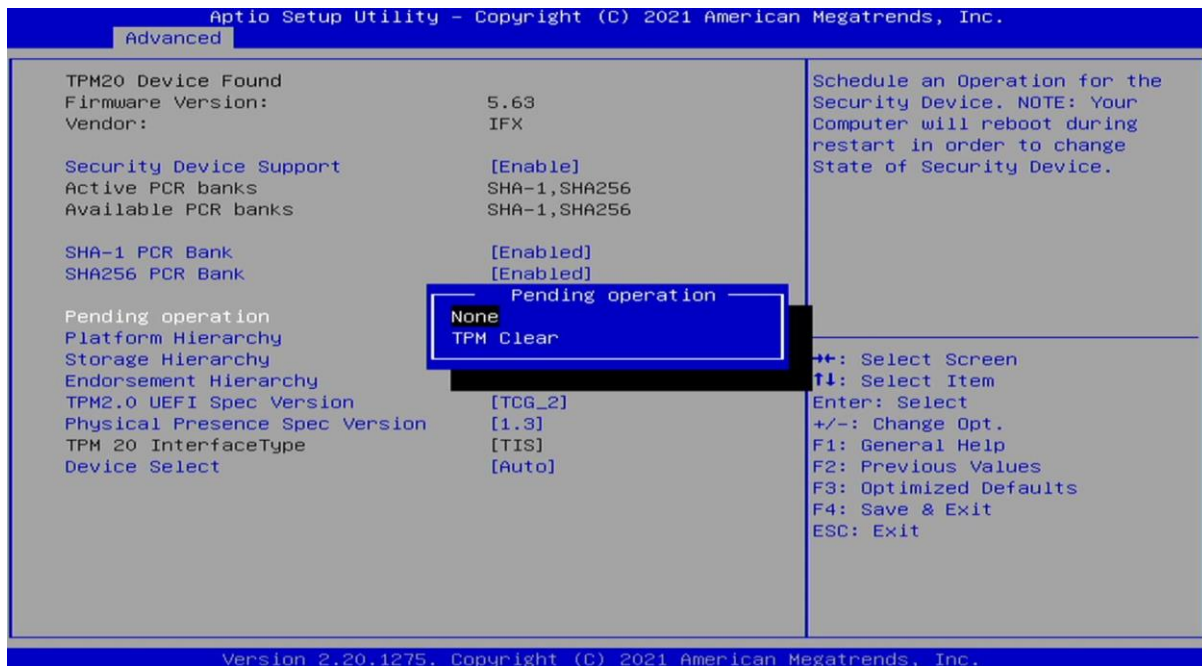 Aptio Setup Utility – Copyright (C) 2021 American Megatrends, Inc.
Advanced
TPM20 Device Found
Firmware Version: 5.63
Vendor: IFX
Security Device Support [Enable]
Active PCR banks SHA-1,SHA256
Available PCR banks SHA-1,SHA256
SHA-1 PCR Bank [Enabled]
SHA256 PCR Bank [Enabled]
Pending operation
Platform Hierarchy
Storage Hierarchy
Endorsement Hierarchy
TPM2.0 UEFI Spec Version [TCG_2]
Physical Presence Spec Version [1.3]
TPM 20 InterfaceType [TIS]
Device Select [Auto]
Pending operation
None
TPM Clear
Schedule an Operation for the
Security Device. NOTE: Your
Computer will reboot during
restart in order to change
State of Security Device.
→←: Select Screen
↑↓: Select Item
Enter: Select
+/-: Change Opt.
F1: General Help
F2: Previous Values
F3: Optimized Defaults
F4: Save & Exit
ESC: Exit
Version 2.20.1275. Copyright (C) 2021 American Megatrends, Inc.